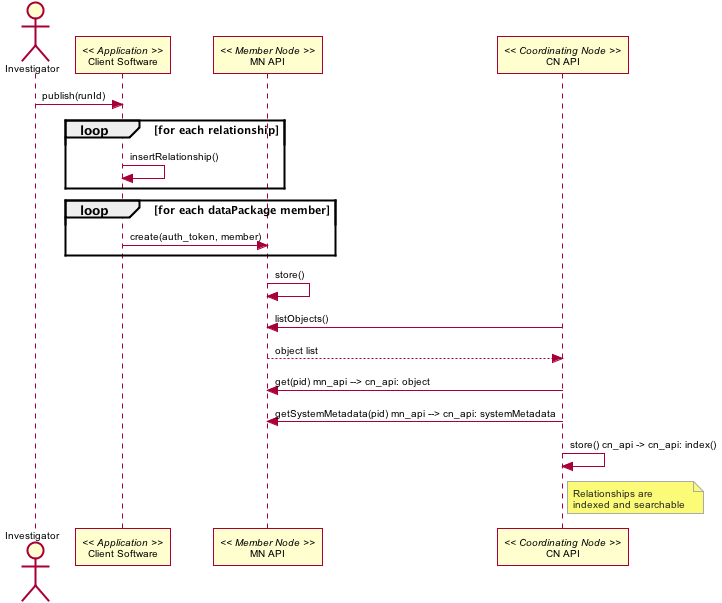 << Application >>
Client Software
<< Member Node >>
MN API
<< Coordinating Node >>
CN API
Investigator
publish(runId)
loop
[for each relationship]
insertRelationship()
loop
[for each dataPackage member]
create(auth_token, member)
store()
listObjects()
object list
get(pid) mn_api --> cn_api: object
getSystemMetadata(pid) mn_api --> cn_api: systemMetadata
store() cn_api -> cn_api: index()
Relationships are
indexed and searchable
Investigator
<< Application >>
Client Software
<< Member Node >>
MN API
<< Coordinating Node >>
CN API